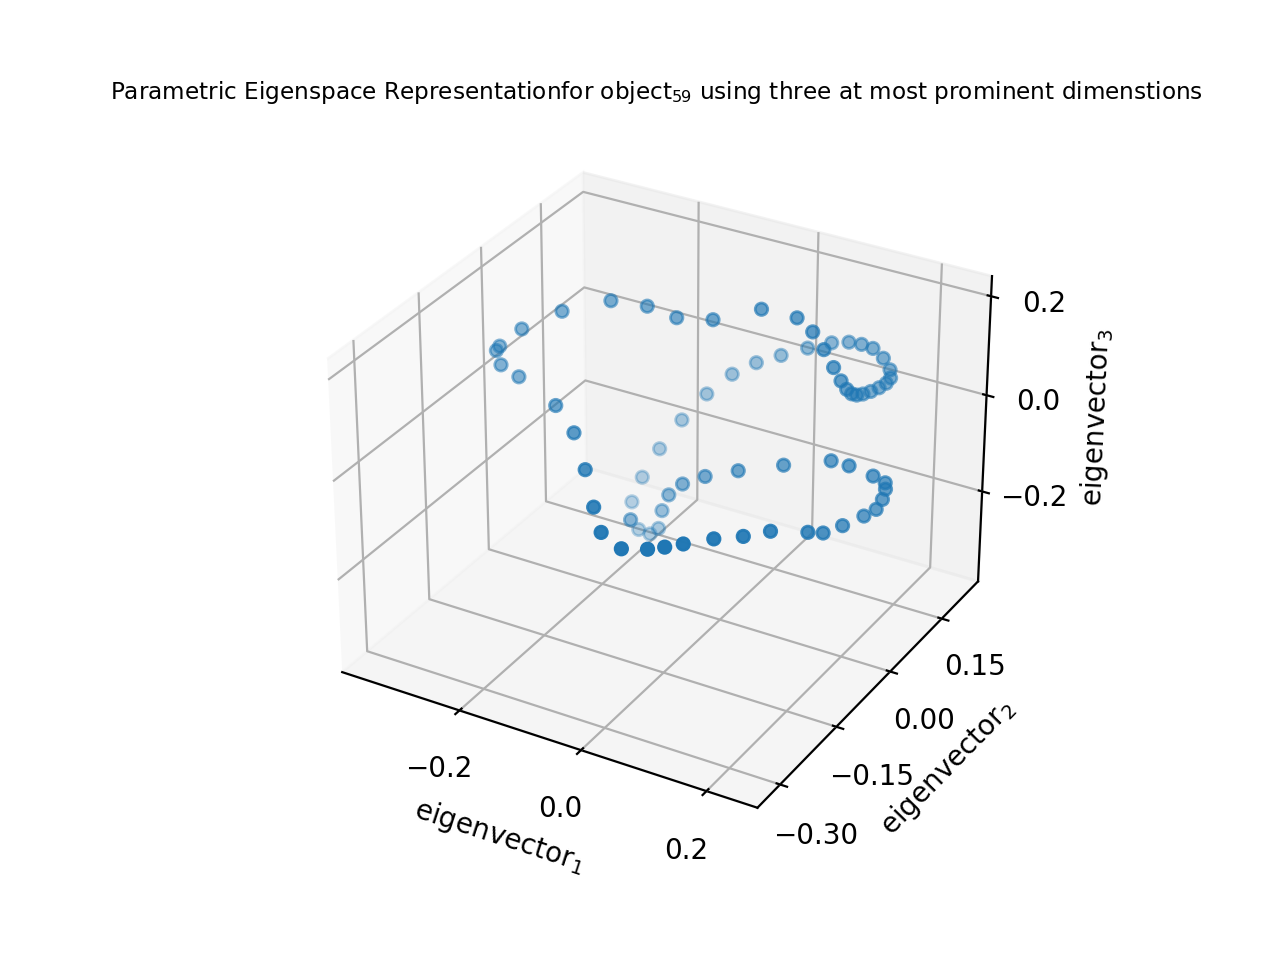 Parametric Eigenspace Representationfor object₅₉ using three at most prominent dimenstions
0.2
0.0
−0.2
eigenvector₃
0.15
0.00
−0.15
−0.30
eigenvector₂
−0.2
0.0
0.2
eigenvector₁